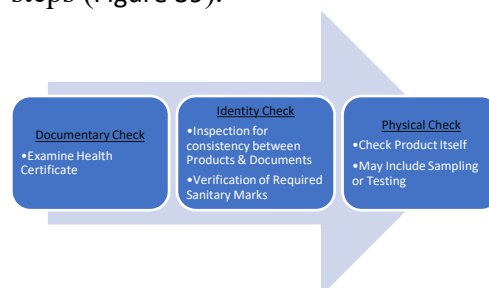 steps (Figure 39).
Documentary Check
•Examine Health
Certificate
Identity Check
•Inspection for
consistency between
Products & Documents
•Verification of Required
Sanitary Marks
Physical Check
•Check Product Itself
•May Include Sampling
or Testing